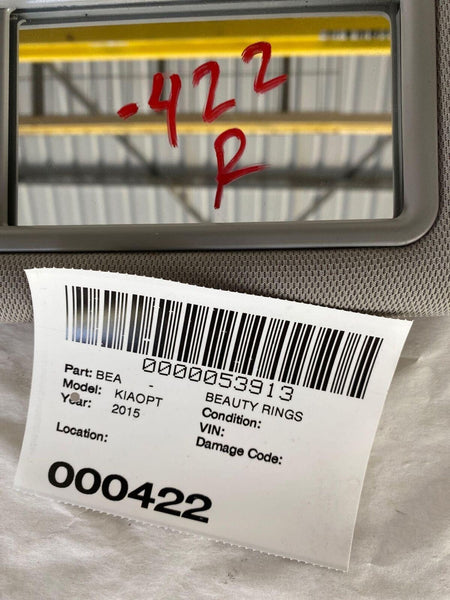 -422
R
0000053913
Part: BEA - BEAUTY RINGS
Model: KIAOPT Condition:
Year: 2015 VIN:
Location: Damage Code:
000422